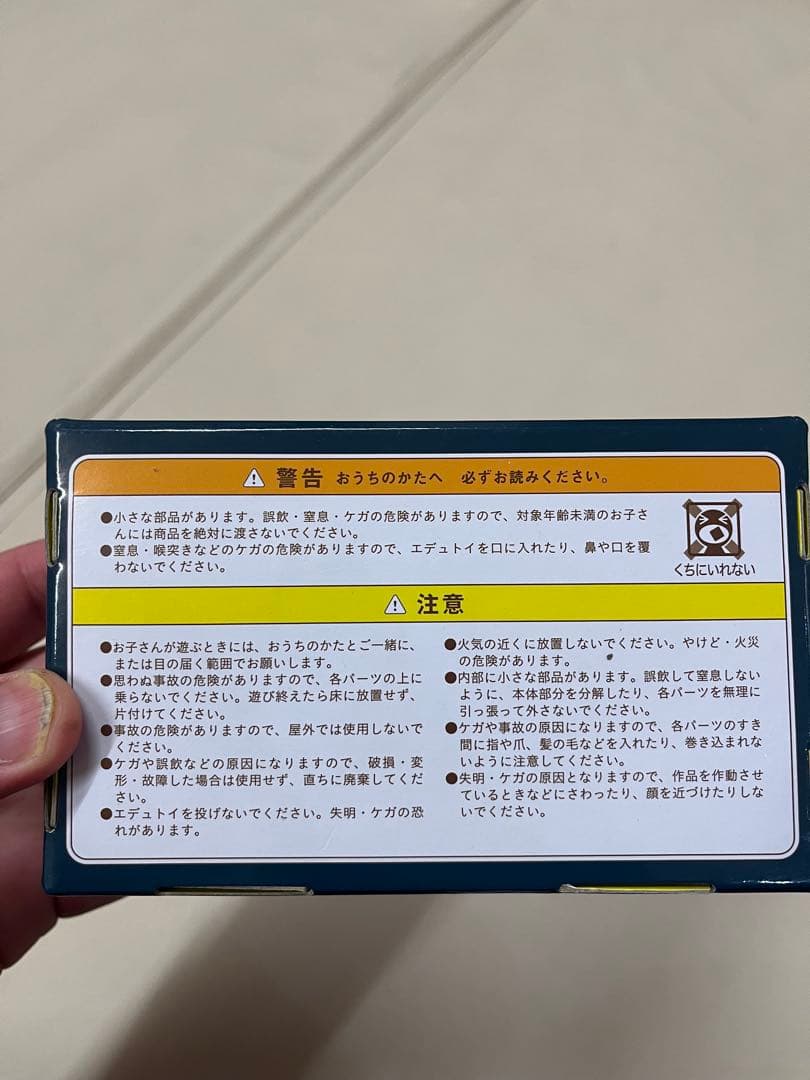 ⚠ 警告 おうちのかたへ 必ずお読みください。
●小さな部品があります。誤飲・窒息・ケガの危険がありますので、対象年齢未満のお子さ
んには商品を絶対に渡さないでください。
●窒息・喉突きなどのケガの危険がありますので、エデュトイを口に入れたり、鼻や口を覆
わないでください。
くちにいれない
⚠ 注意
●お子さんが遊ぶときには、おうちのかたとご一緒に、
または目の届く範囲でお願いします。
●思わぬ事故の危険がありますので、各パーツの上に
乗らないでください。遊び終えたら床に放置せず、
片付けてください。
●事故の危険がありますので、屋外では使用しないで
ください。
●ケガや誤飲などの原因になりますので、破損・変
形・故障した場合は使用せず、直ちに廃棄してくだ
さい。
●エデュトイを投げないでください。失明・ケガの恐
れがあります。
●火気の近くに放置しないでください。やけど・火災
の危険があります。
●内部に小さな部品があります。誤飲して窒息しない
ように、本体部分を分解したり、各パーツを無理に
引っ張って外さないでください。
●ケガや事故の原因になりますので、各パーツのすき
間に指や爪、髪の毛などを入れたり、巻き込まれな
いように注意してください。
●失明・ケガの原因となりますので、作品を作動させ
ているときなどにさわったり、顔を近づけたりしな
いでください。